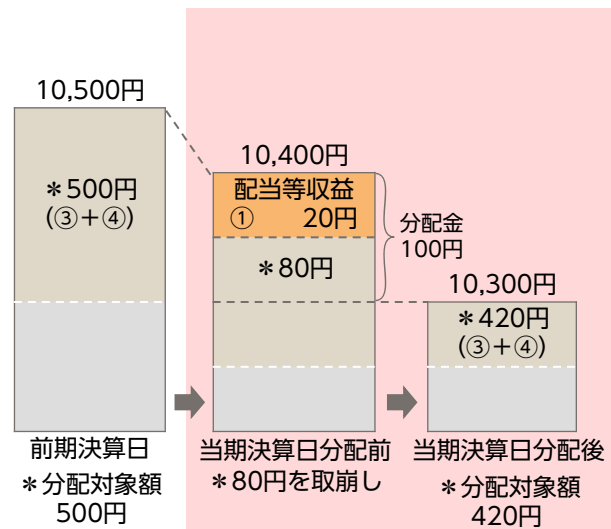 10,500円
＊500円
(③＋④)
前期決算日
＊分配対象額
500円
10,400円
配当等収益
① 20円
＊80円
分配金
100円
当期決算日分配前
＊80円を取崩し
10,300円
＊420円
(③＋④)
当期決算日分配後
＊分配対象額
420円